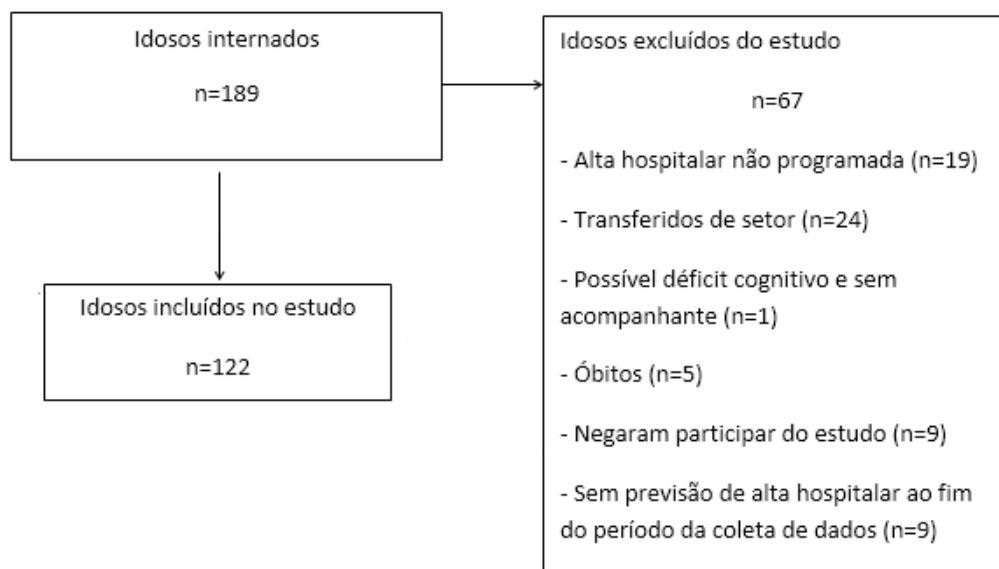 Idosos internados
n=189
Idosos incluídos no estudo
n=122
Idosos excluídos do estudo
n=67
- Alta hospitalar não programada (n=19)
- Transferidos de setor (n=24)
- Possível déficit cognitivo e sem
acompanhante (n=1)
- Óbitos (n=5)
- Negaram participar do estudo (n=9)
- Sem previsão de alta hospitalar ao fim
do período da coleta de dados (n=9)